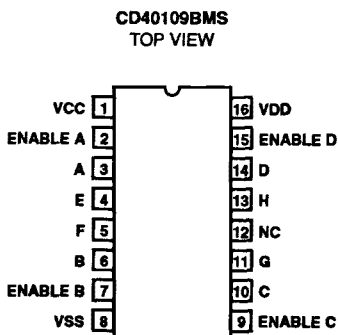 CD40109BMS
TOP VIEW
VCC 1 16 VDD
ENABLE A 2 15 ENABLE D
A 3 14 D
E 4 13 H
F 5 12 NC
B 6 11 G
ENABLE B 7 10 C
VSS 8 9 ENABLE C